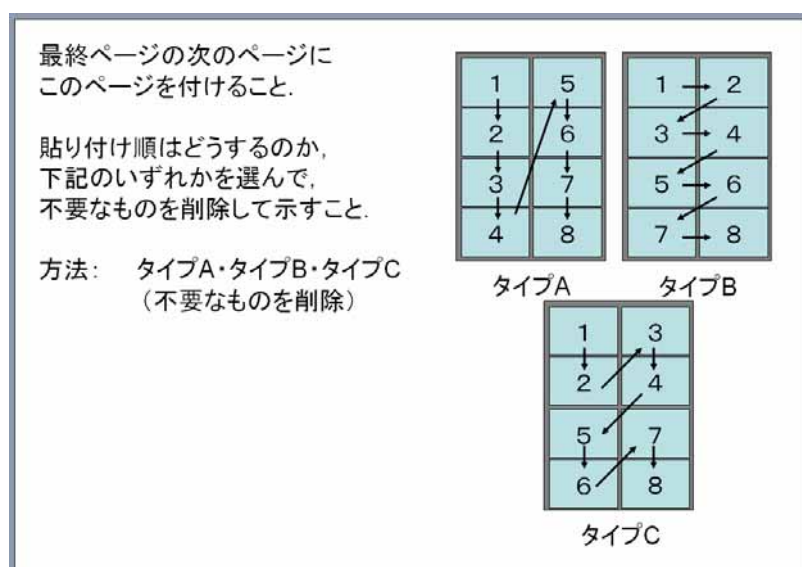 最終ページの次のページに
このページを付けること.
貼り付け順はどうするのか,
下記のいずれかを選んで,
不要なものを削除して示すこと.
方法: タイプA・タイプB・タイプC
(不要なものを削除)
1 5
2 6
3 7
4 8
タイプA
1 2
3 4
5 6
7 8
タイプB
1 3
2 4
5 7
6 8
タイプC